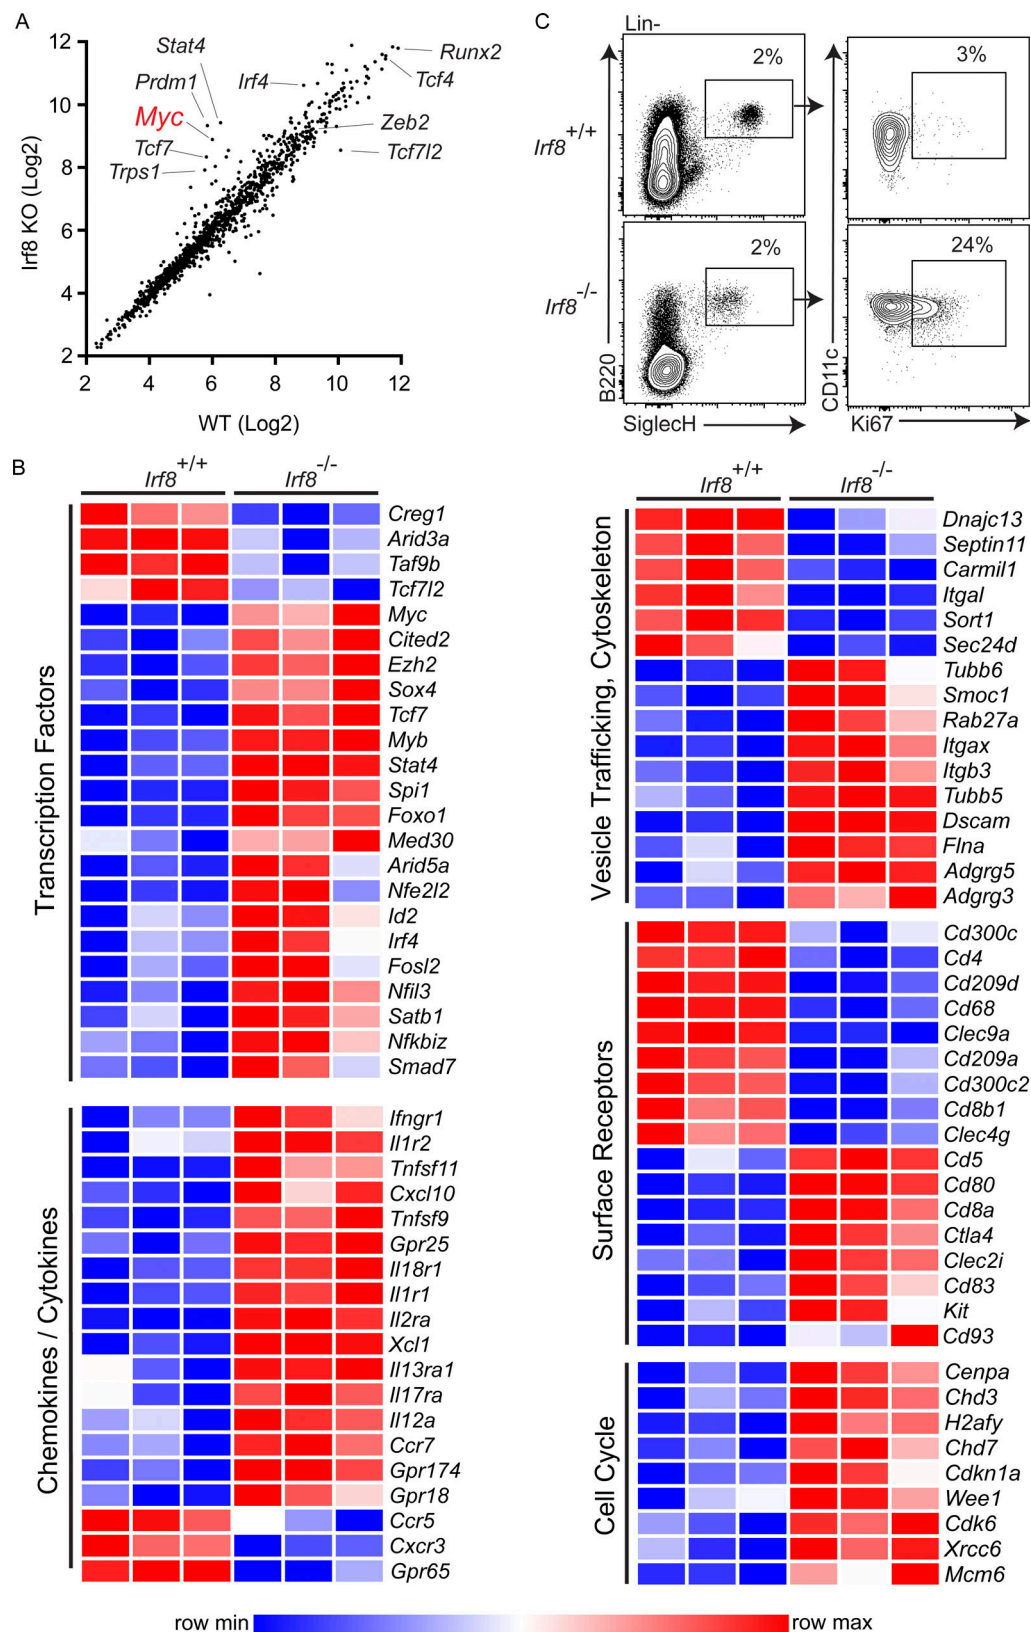 A
12
10
8
6
4
2
2
4
6
8
10
12
Irf8 KO (Log2)
WT (Log2)
Stat4
Prdm1
Myc
Tcf7
Trps1
Irf4
Runx2
Tcf4
Zeb2
Tcf7l2
C
Lin-
2%
3%
Irf8+/+
2%
24%
Irf8-/-
B220
CD11c
SiglecH
Ki67
B
Irf8+/+
Irf8-/-
Transcription Factors
Creg1
Arid3a
Taf9b
Tcf7l2
Myc
Cited2
Ezh2
Sox4
Tcf7
Myb
Stat4
Spi1
Foxo1
Med30
Arid5a
Nfe2l2
Id2
Irf4
Fosl2
Nfil3
Satb1
Nfkbiz
Smad7
Chemokines / Cytokines
Ifngr1
Il1r2
Tnfsf11
Cxcl10
Tnfsf9
Gpr25
Il18r1
Il1r1
Il2ra
Xcl1
Il13ra1
Il17ra
Il12a
Ccr7
Gpr174
Gpr18
Ccr5
Cxcr3
Gpr65
Irf8+/+
Irf8-/-
Vesicle Trafficking, Cytoskeleton
Dnajc13
Septin11
Carmil1
Itgal
Sort1
Sec24d
Tubb6
Smoc1
Rab27a
Itgax
Itgb3
Tubb5
Dscam
Flna
Adgrg5
Adgrg3
Surface Receptors
Cd300c
Cd4
Cd209d
Cd68
Clec9a
Cd209a
Cd300c2
Cd8b1
Clec4g
Cd5
Cd80
Cd8a
Ctla4
Clec2i
Cd83
Kit
Cd93
Cell Cycle
Cenpa
Chd3
H2afy
Chd7
Cdkn1a
Wee1
Cdk6
Xrcc6
Mcm6
row min
row max